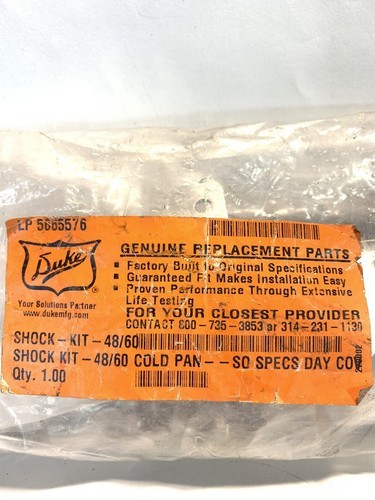 LP 5665576
Duke
®
Your Solutions Partner
www.dukemfg.com
GENUINE REPLACEMENT PARTS
Factory Built to Original Specifications
Guaranteed Fit Makes Installation Easy
Proven Performance Through Extensive
Life Testing
FOR YOUR CLOSEST PROVIDER
CONTACT 800-735-3853 or 314-231-1130
SHOCK - KIT - 48/60
SHOCK KIT - 48/60 COLD PAN - - SO SPECS DAY COO
Qty. 1.00